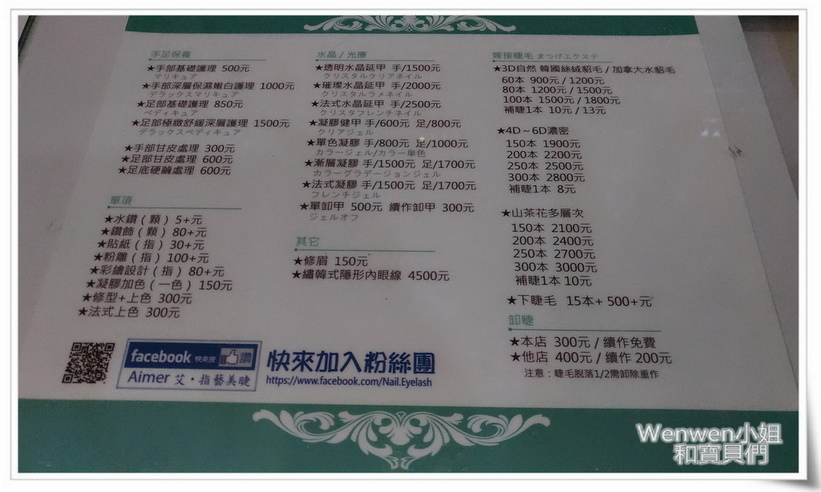 手足保養
★手部基礎護理 500元
マリキュア
★手部深層保濕嫩白護理 1000元
デラックスマリキュア
★足部基礎護理 850元
ペディキュア
★足部極緻舒緩深層護理 1500元
デラックスペディキュア
★手部甘皮處理 300元
★足部甘皮處理 600元
★足底硬繭處理 600元
單項
★水鑽(顆)5+元
★鑽飾(顆)80+元
★貼紙(指)30+元
★粉雕(指)100+元
★彩繪設計(指)80+元
★凝膠加色(一色)150元
★修型+上色 300元
★法式上色 300元
水晶/光療
★透明水晶延甲 手/1500元
クリスタルクリアネイル
★璀璨水晶延甲 手/2000元
クリスタルラメネイル
★法式水晶延甲 手/2500元
クリスタフレンチネイル
★凝膠健甲 手/600元 足/800元
クリアジェル
★單色凝膠 手/800元 足/1000元
カラージェル/カラー單色
★漸層凝膠 手/1500元 足/1700元
カラーグラデージョンジェル
★法式凝膠 手/1500元 足/1700元
フレンチジェル
★單卸甲 500元 續作卸甲 300元
ジェルオフ
其它
★修眉 150元
★繡韓式隱形內眼線 4500元
嫁接睫毛 まつげエクステ
★3D自然 韓國絲絨貂毛/加拿大水貂毛
60本 900元/1200元
80本 1200元/1500元
100本 1500元/1800元
補睫1本 10元/13元
★4D~6D濃密
150本 1900元
200本 2200元
250本 2500元
300本 2800元
補睫1本 8元
★山茶花多層次
150本 2100元
200本 2400元
250本 2700元
300本 3000元
補睫1本 10元
★下睫毛 15本+ 500+元
卸睫
★本店 300元/續作免費
★他店 400元/續作 200元
注意:睫毛脫落1/2需卸除重作
facebook 快來按 讚
Aimer 艾‧指藝美睫
快來加入粉絲團
https://www.facebook.com/Nail.Eyelash
Wenwen小姐
和寶貝們